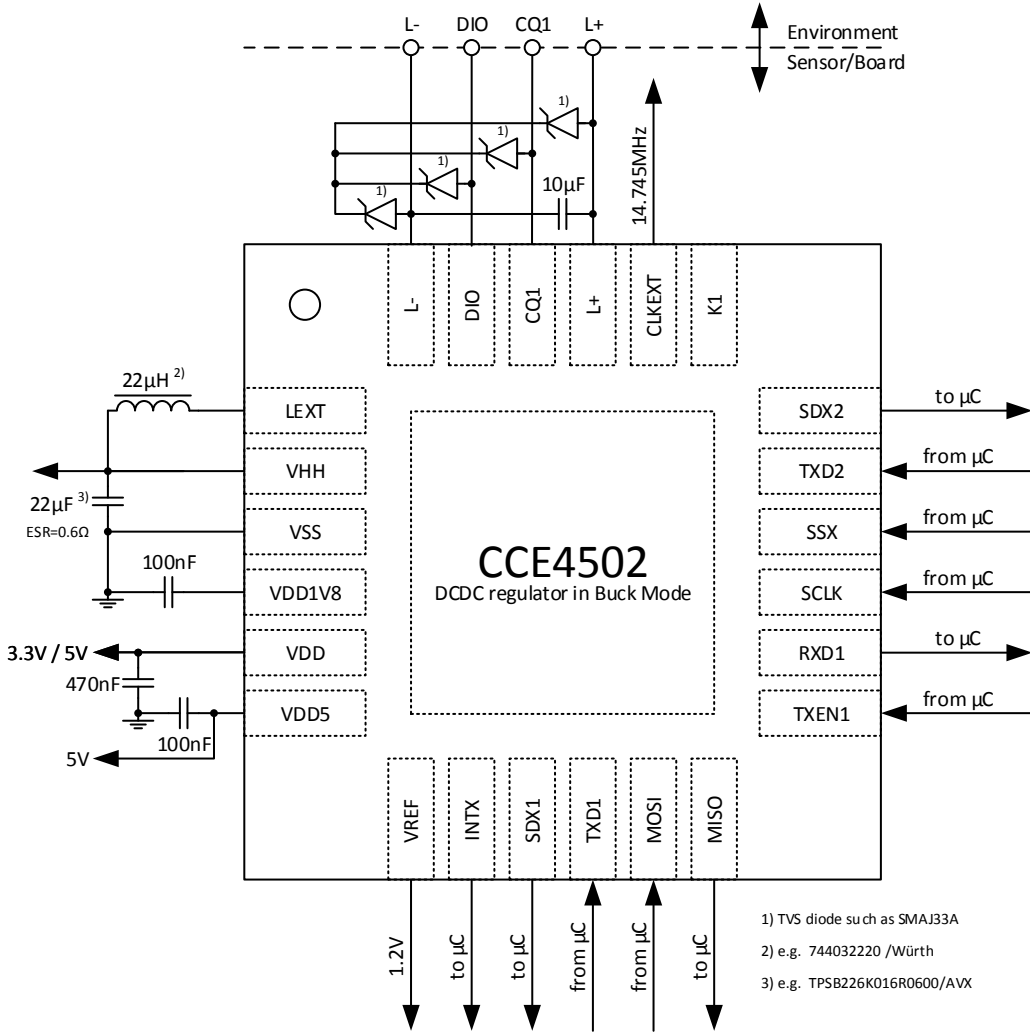 L- DIO CQ1 L+
Environment
Sensor/Board
1)
1)
1)
1)
10µF
14.745MHz
L-
DIO
CQ1
L+
CLKEXT
K1
22µH 2)
LEXT
VHH
22µF 3)
ESR=0.6Ω
VSS
100nF
VDD1V8
3.3V / 5V
VDD
470nF
VDD5
100nF
5V
CCE4502
DCDC regulator in Buck Mode
SDX2
to µC
TXD2
from µC
SSX
from µC
SCLK
from µC
RXD1
to µC
TXEN1
from µC
VREF
INTX
SDX1
TXD1
MOSI
MISO
1.2V
to µC
to µC
from µC
from µC
to µC
1) TVS diode such as SMAJ33A
2) e.g. 744032220 /Würth
3) e.g. TPSB226K016R0600/AVX